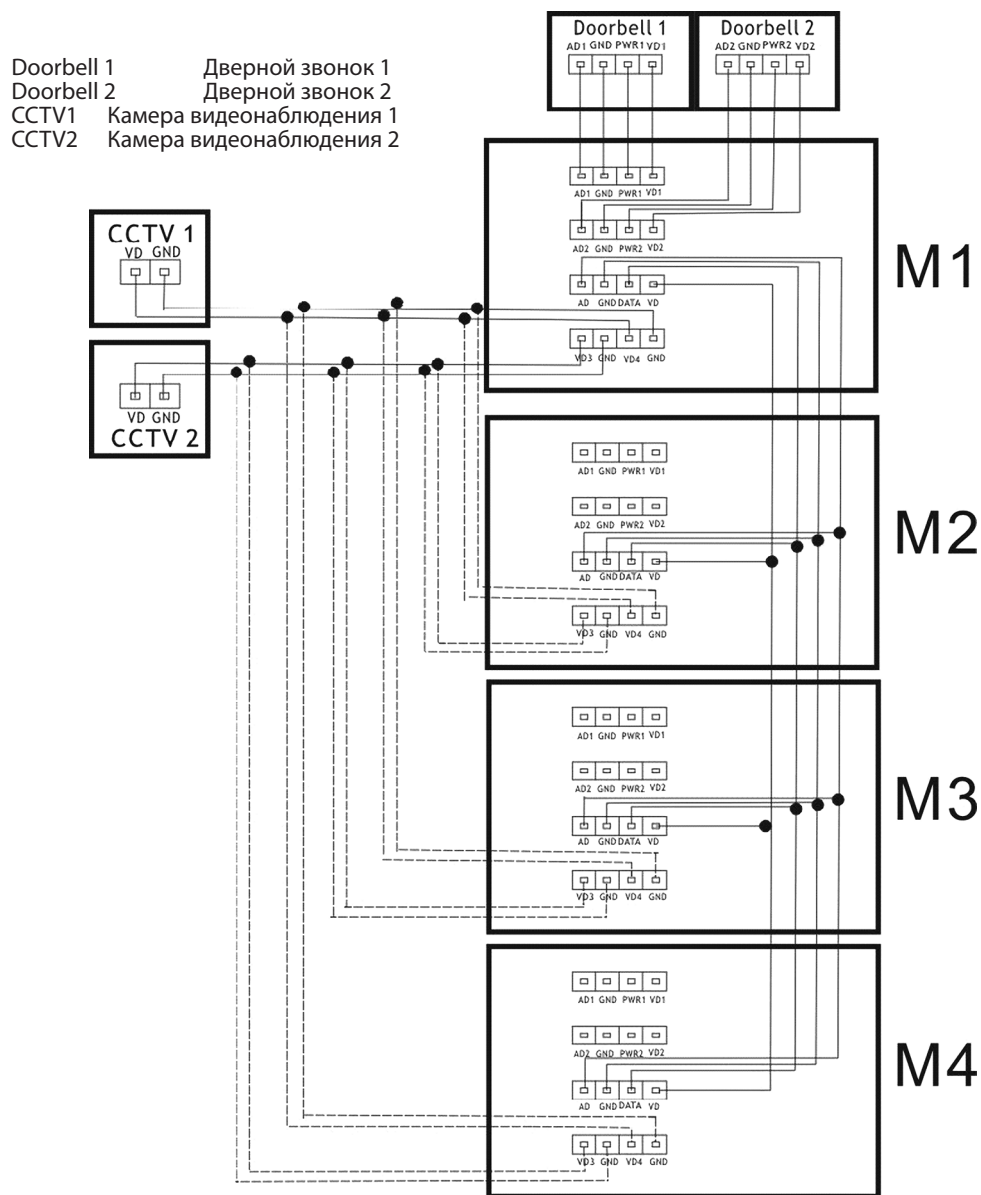 Doorbell 1 Дверной звонок 1
Doorbell 2 Дверной звонок 2
CCTV1 Камера видеонаблюдения 1
CCTV2 Камера видеонаблюдения 2
Doorbell 1
AD1 GND PWR1 VD1
Doorbell 2
AD2 GND PWR2 VD2
CCTV 1
VD GND
VD GND
CCTV 2
AD1 GND PWR1 VD1
AD2 GND PWR2 VD2
AD GND DATA VD
VD3 GND VD4 GND
M1
AD1 GND PWR1 VD1
AD2 GND PWR2 VD2
AD GND DATA VD
VD3 GND VD4 GND
M2
AD1 GND PWR1 VD1
AD2 GND PWR2 VD2
AD GND DATA VD
VD3 GND VD4 GND
M3
AD1 GND PWR1 VD1
AD2 GND PWR2 VD2
AD GND DATA VD
VD3 GND VD4 GND
M4